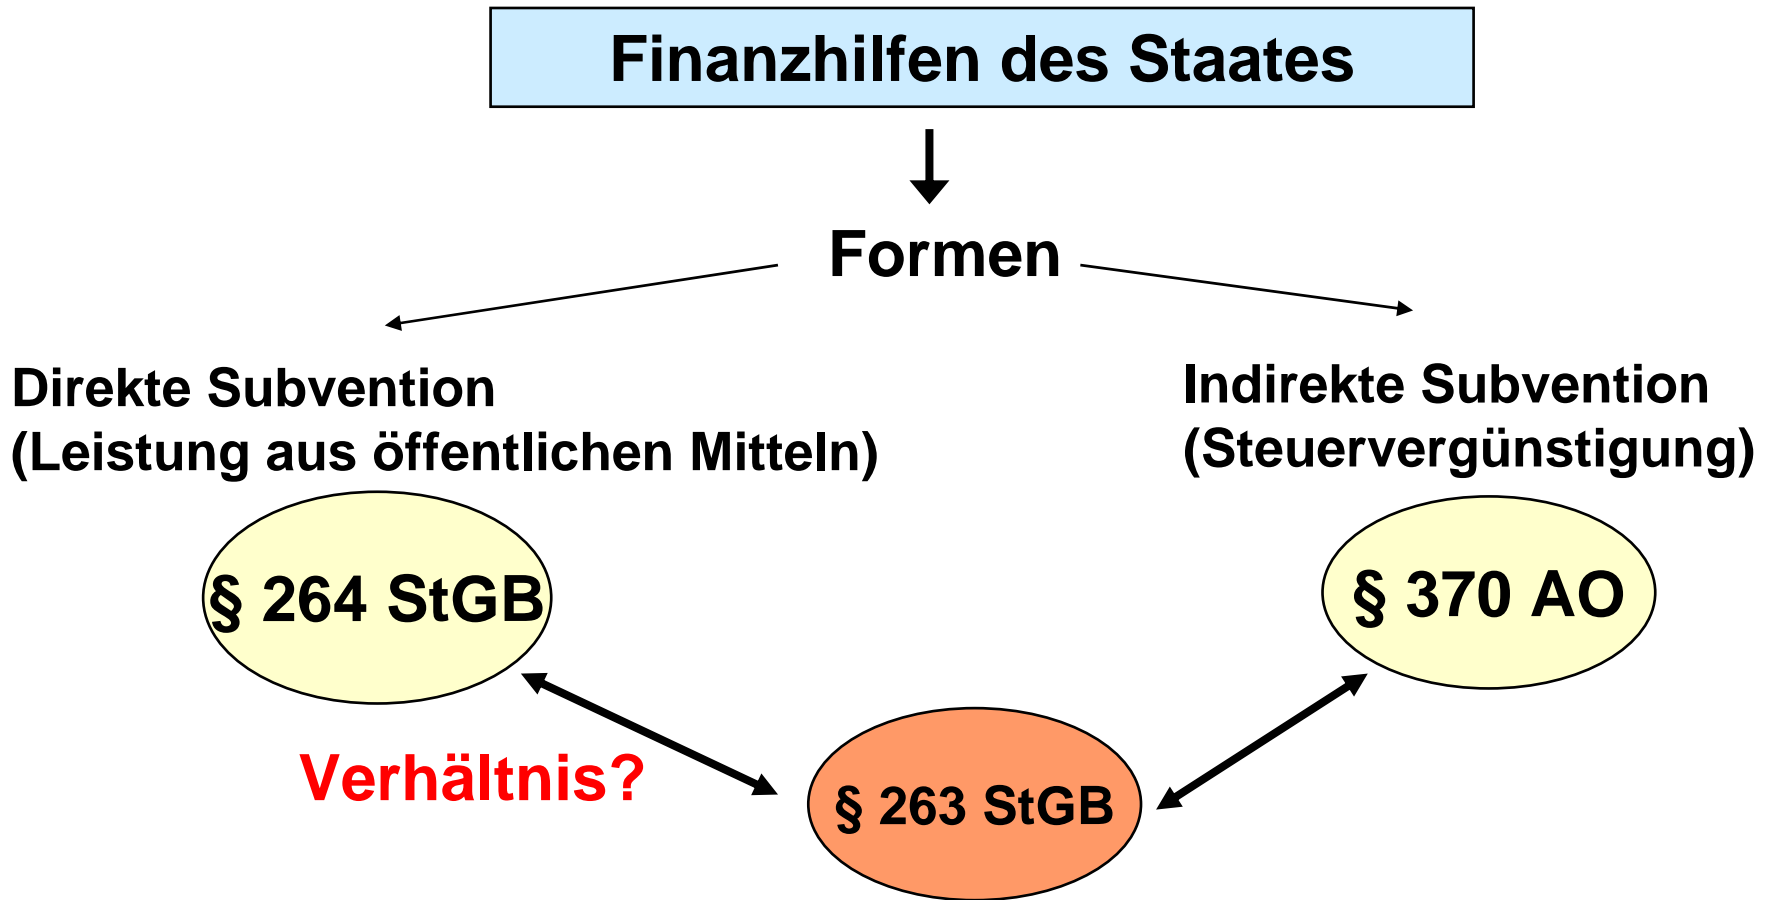 Finanzhilfen des Staates
Formen
Direkte Subvention
(Leistung aus öffentlichen Mitteln)
Indirekte Subvention
(Steuervergünstigung)
§ 264 StGB
§ 370 AO
Verhältnis?
§ 263 StGB